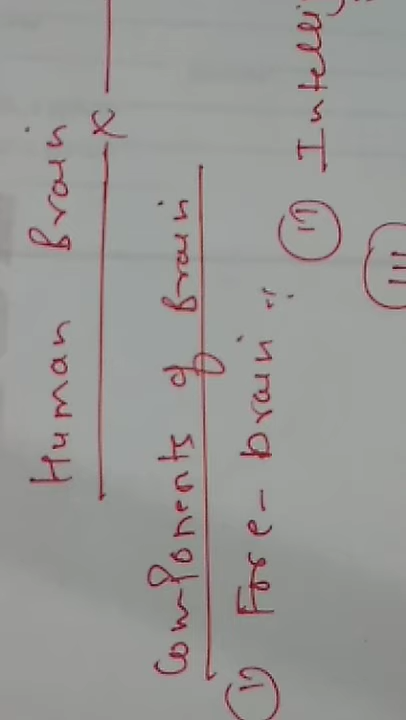 Human Brain
x
Components of Brain
(i) Fore-brain :-
(i) Intelli
(ii